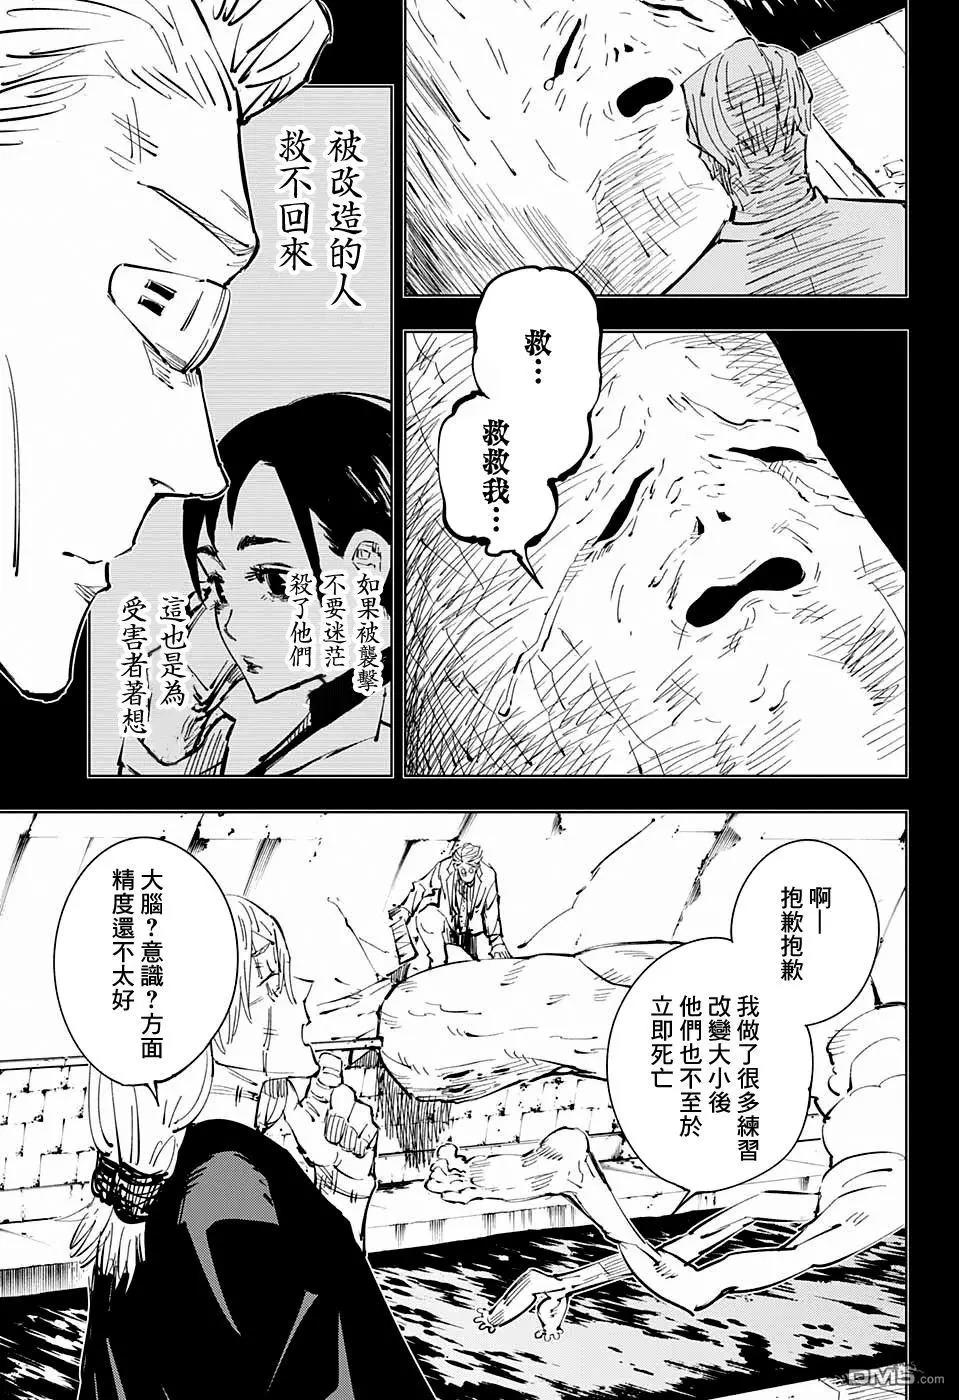 救…
救救我…
被改造的人
救不回來
如果被襲擊
不要迷茫
殺了他們
這也是為
受害者著想
啊—
抱歉抱歉
我做了很多練習
改變大小後
他們也不至於
立即死亡
大腦？意識？方面
精度還不太好
DM5.com